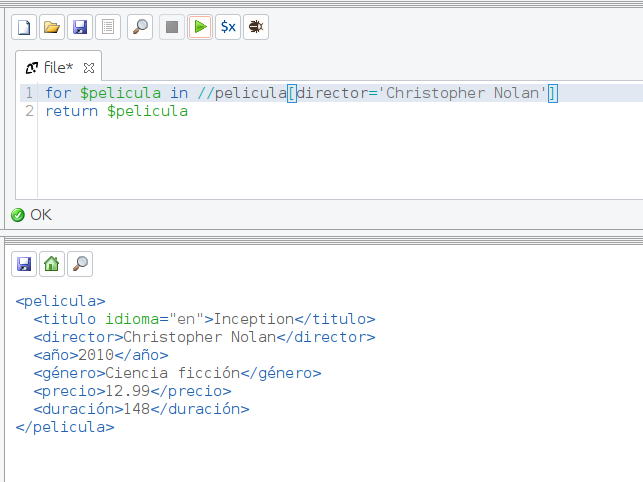 $x
file*
1 for $pelicula in //pelicula[director='Christopher Nolan']
2 return $pelicula
OK
<pelicula>
  <titulo idioma="en">Inception</titulo>
  <director>Christopher Nolan</director>
  <año>2010</año>
  <género>Ciencia ficción</género>
  <precio>12.99</precio>
  <duración>148</duración>
</pelicula>